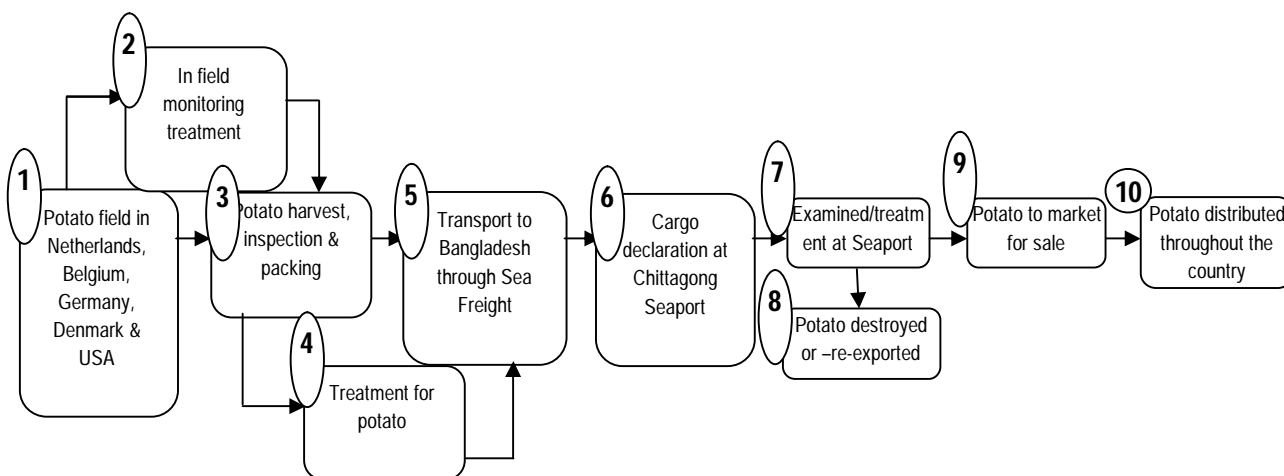 1
Potato field in
Netherlands,
Belgium,
Germany,
Denmark &
USA
2
In field
monitoring
treatment
3
Potato harvest,
inspection &
packing
4
Treatment for
potato
5
Transport to
Bangladesh
through Sea
Freight
6
Cargo
declaration at
Chittagong
Seaport
7
Examined/treatm
ent at Seaport
8
Potato destroyed
or –re-exported
9
Potato to market
for sale
10
Potato distributed
throughout the
country